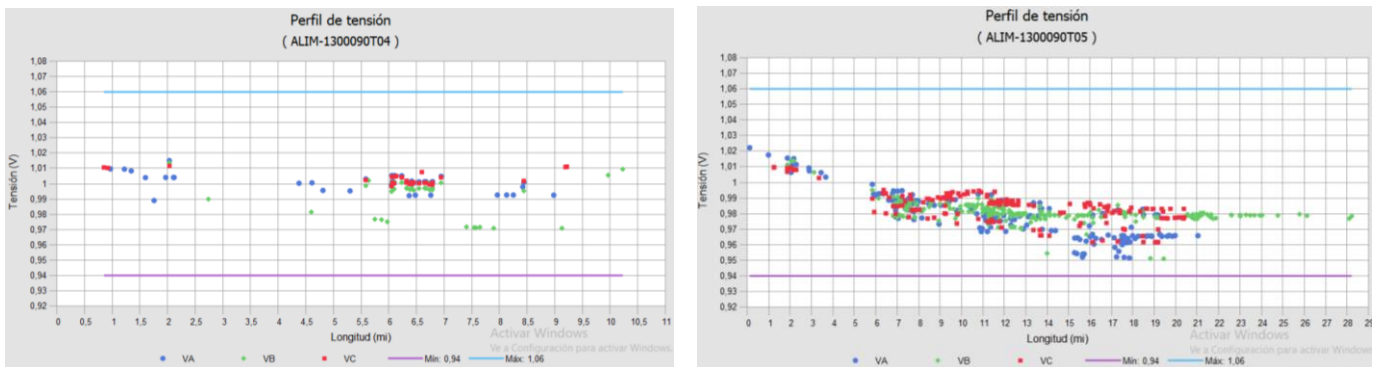 Perfil de tensión
( ALIM-1300090T04 )
Tensión (V)
1,08
1,07
1,06
1,05
1,04
1,03
1,02
1,01
1
0,99
0,98
0,97
0,96
0,95
0,94
0,93
0,92
0 0,5 1 1,5 2 2,5 3 3,5 4 4,5 5 5,5 6 6,5 7 7,5 8 8,5 9 9,5 10 10,5 11
Longitud (mi)
Activar Windows
Ve a Configuración para activar Windows.
VA VB VC Mín: 0,94 Máx: 1,06
Perfil de tensión
( ALIM-1300090T05 )
Tensión (V)
1,08
1,07
1,06
1,05
1,04
1,03
1,02
1,01
1
0,99
0,98
0,97
0,96
0,95
0,94
0,93
0,92
0 1 2 3 4 5 6 7 8 9 10 11 12 13 14 15 16 17 18 19 20 21 22 23 24 25 26 27 28 29
Longitud (mi)
Activar Windows
Ve a Configuración para activar Windows.
VA VB VC Mín: 0,94 Máx: 1,06